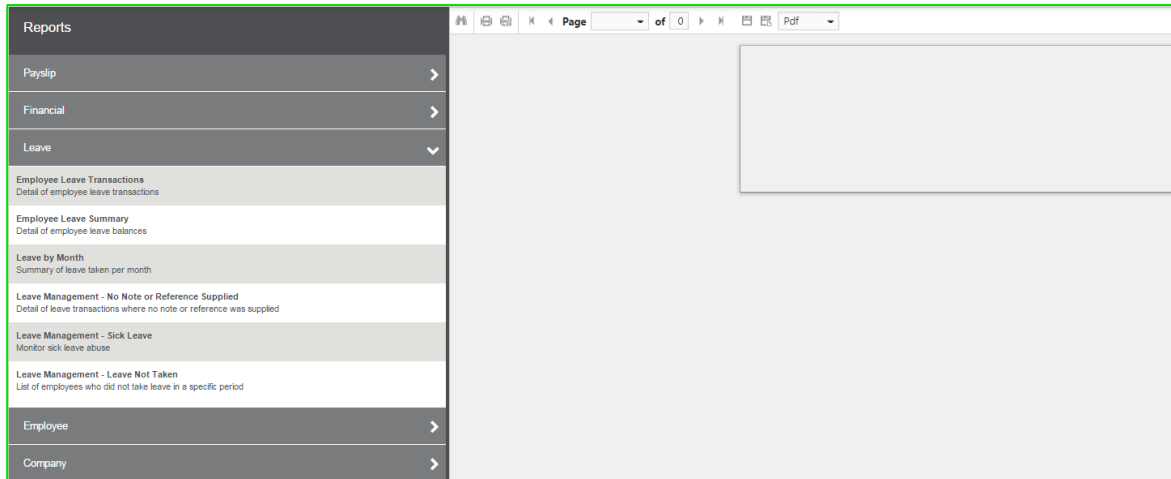 Reports
Page of 0 Pdf
Payslip
Financial
Leave
Employee Leave Transactions
Detail of employee leave transactions
Employee Leave Summary
Detail of employee leave balances
Leave by Month
Summary of leave taken per month
Leave Management - No Note or Reference Supplied
Detail of leave transactions where no note or reference was supplied
Leave Management - Sick Leave
Monitor sick leave abuse
Leave Management - Leave Not Taken
List of employees who did not take leave in a specific period
Employee
Company